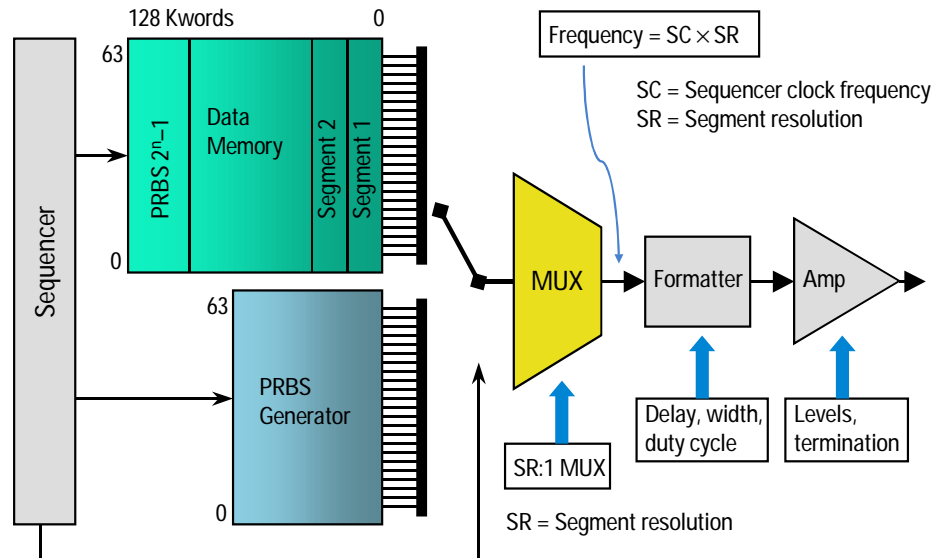 128 Kwords
0
63
0
Sequencer
PRBS 2ⁿ–1
Data
Memory
Segment 2
Segment 1
63
0
PRBS
Generator
Frequency = SC × SR
SC = Sequencer clock frequency
SR = Segment resolution
MUX
Formatter
Amp
SR:1 MUX
Delay, width,
duty cycle
Levels,
termination
SR = Segment resolution